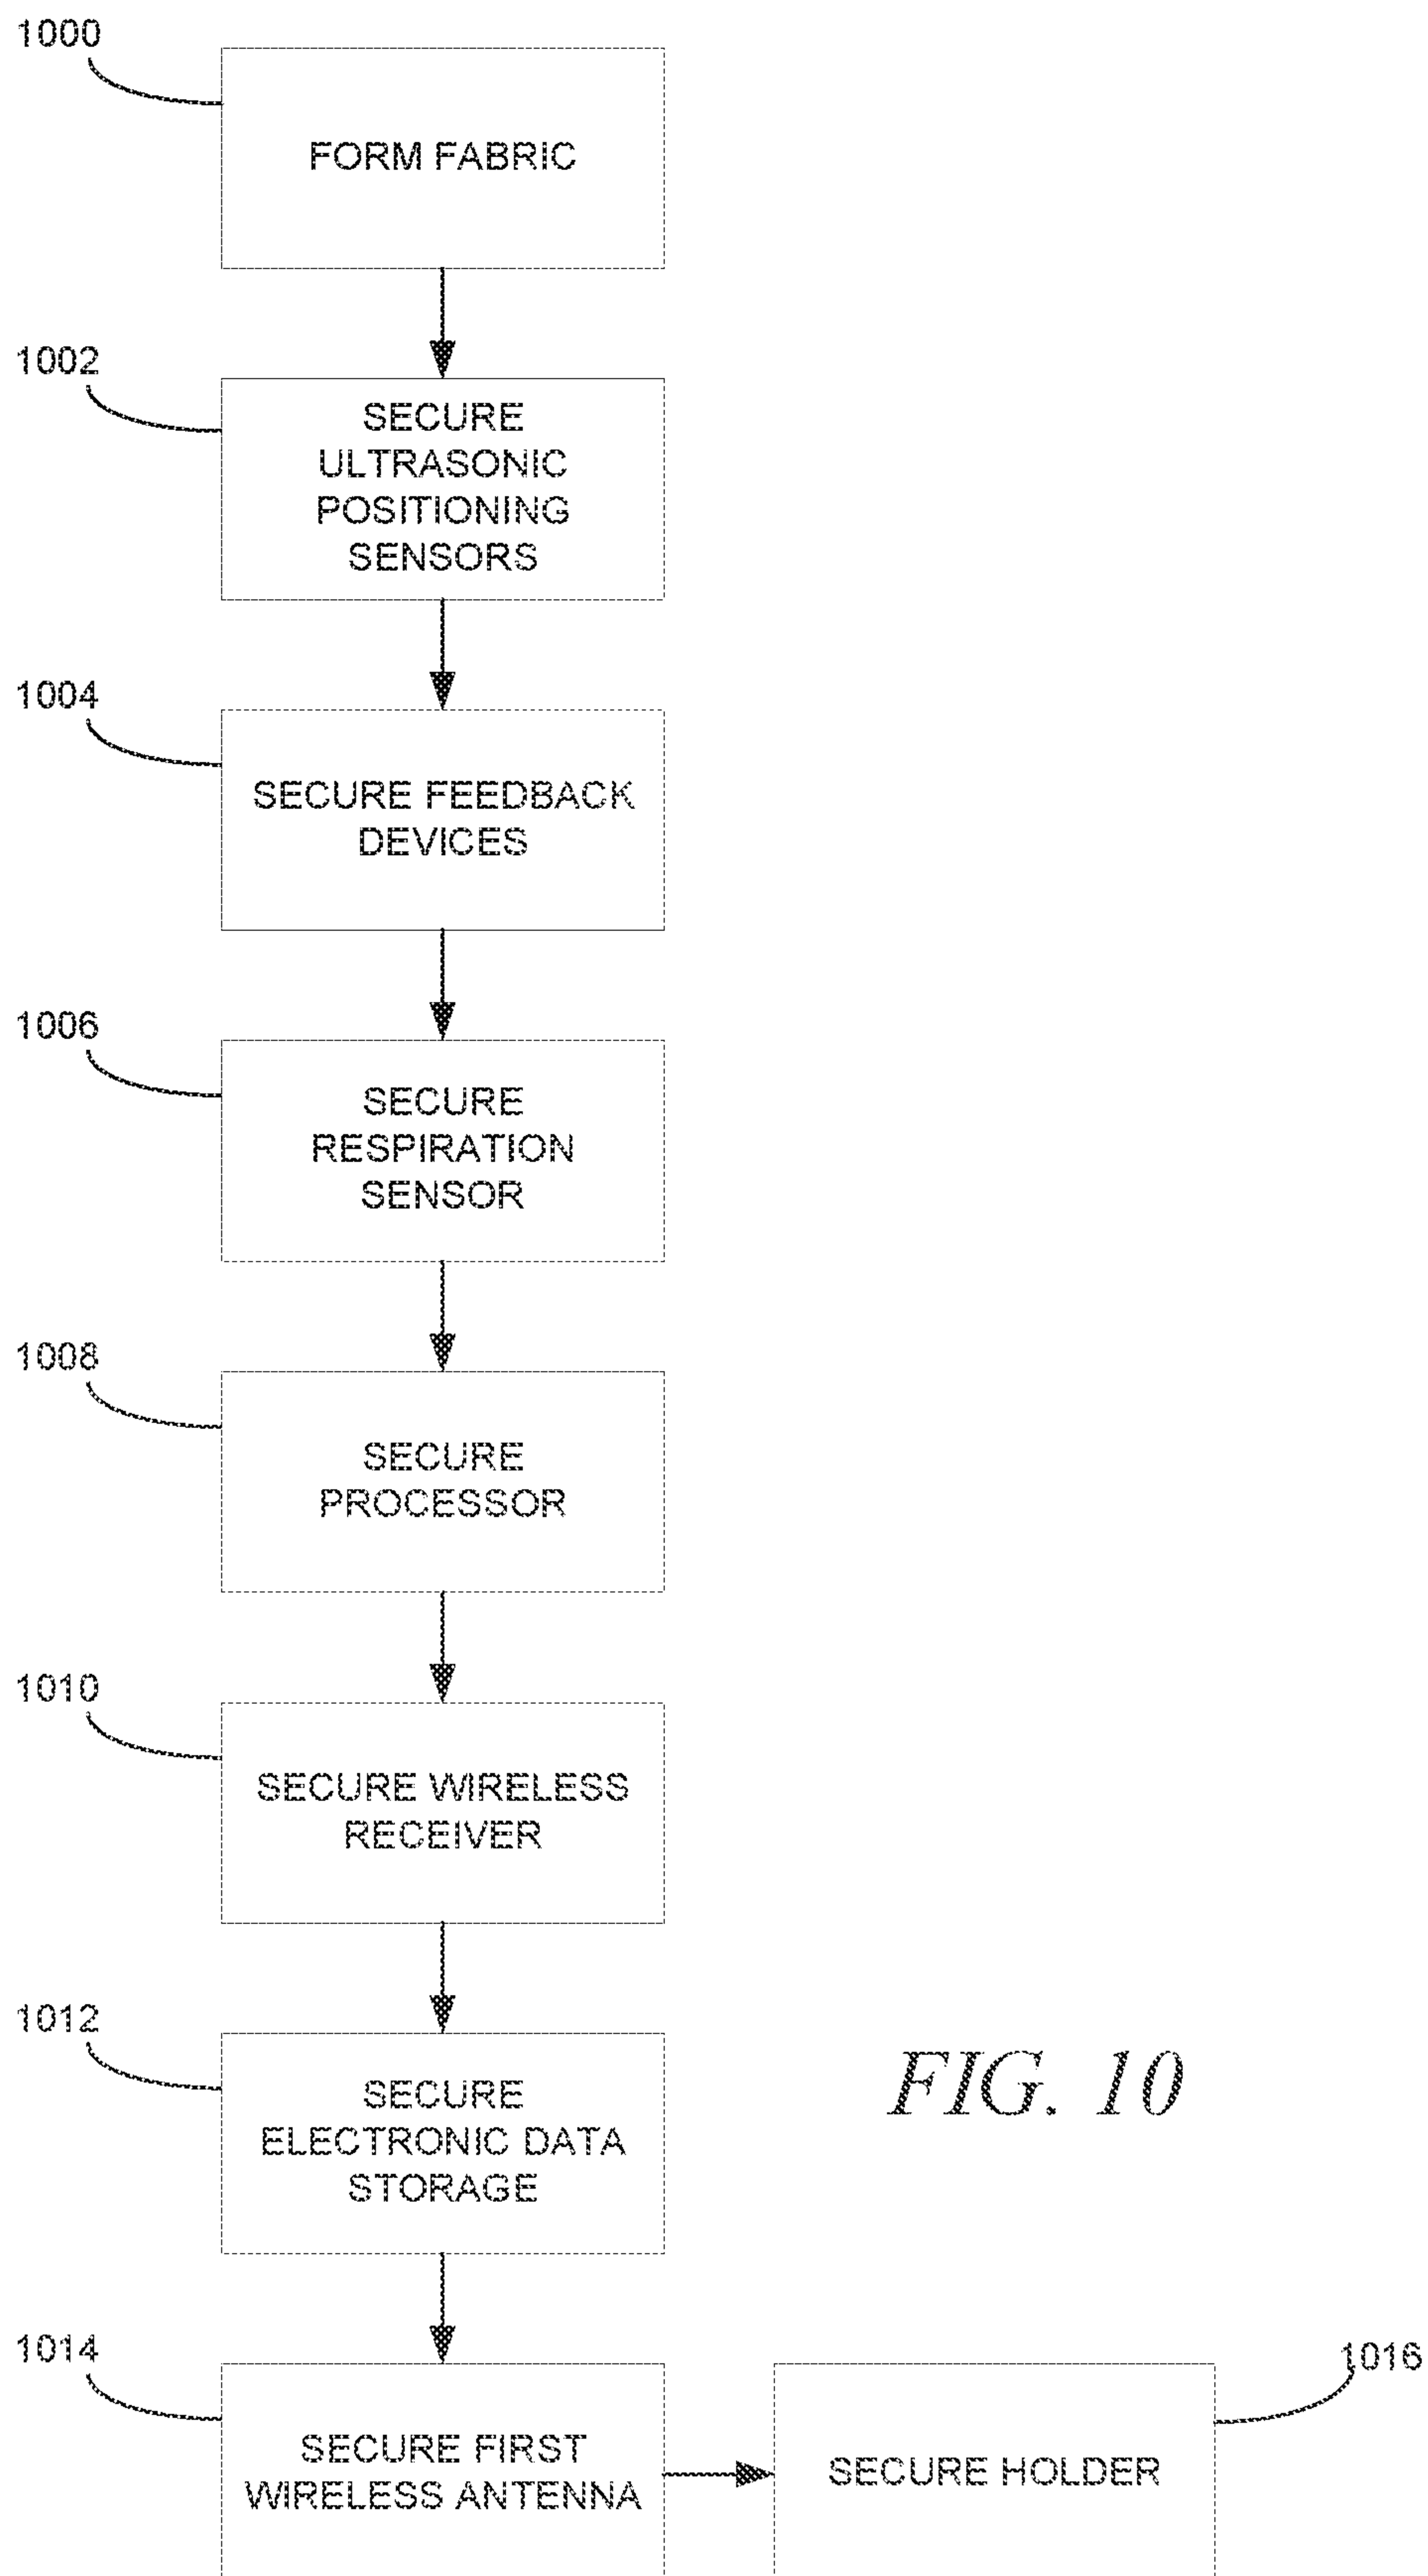 1000
FORM FABRIC
1002
SECURE
ULTRASONIC
POSITIONING
SENSORS
1004
SECURE FEEDBACK
DEVICES
1006
SECURE
RESPIRATION
SENSOR
1008
SECURE
PROCESSOR
1010
SECURE WIRELESS
RECEIVER
1012
SECURE
ELECTRONIC DATA
STORAGE
FIG. 10
1014
SECURE FIRST
WIRELESS ANTENNA
1016
SECURE HOLDER